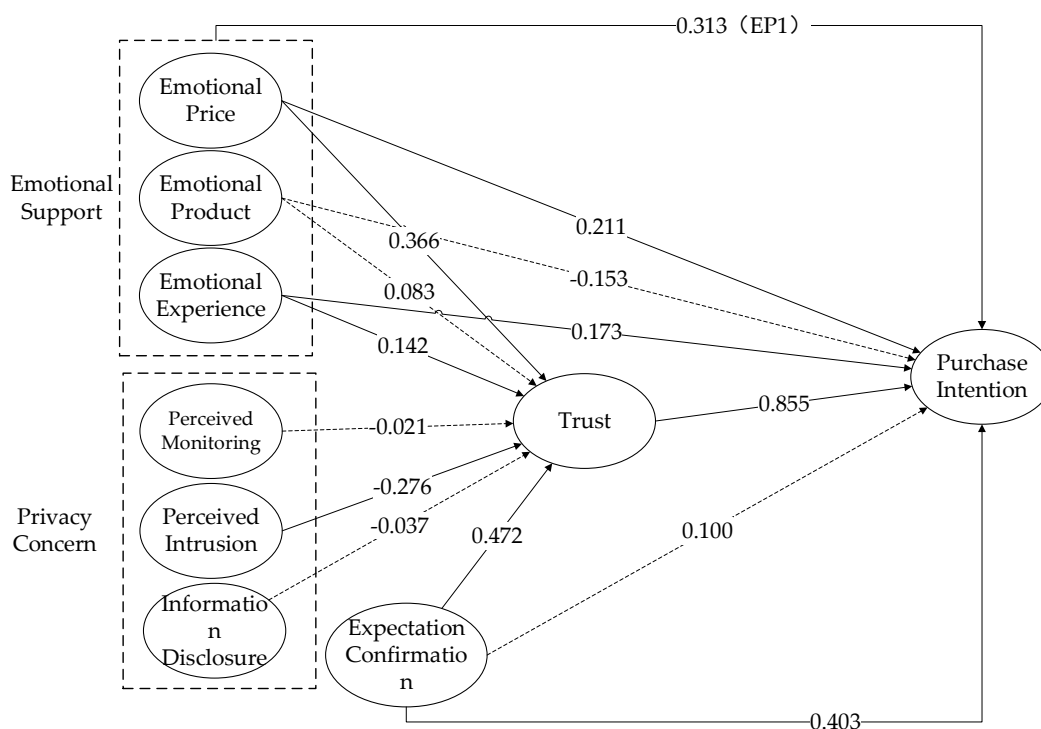 0.313（EP1）
Emotional
Price
Emotional
Support
Emotional
Product
0.211
0.366
-0.153
Emotional
Experience
0.083
0.173
0.142
Purchase
Intention
Perceived
Monitoring
-0.021
Trust
0.855
-0.276
Privacy
Concern
Perceived
Intrusion
-0.037
0.472
0.100
Informatio
n
Disclosure
Expectation
Confirmatio
n
0.403